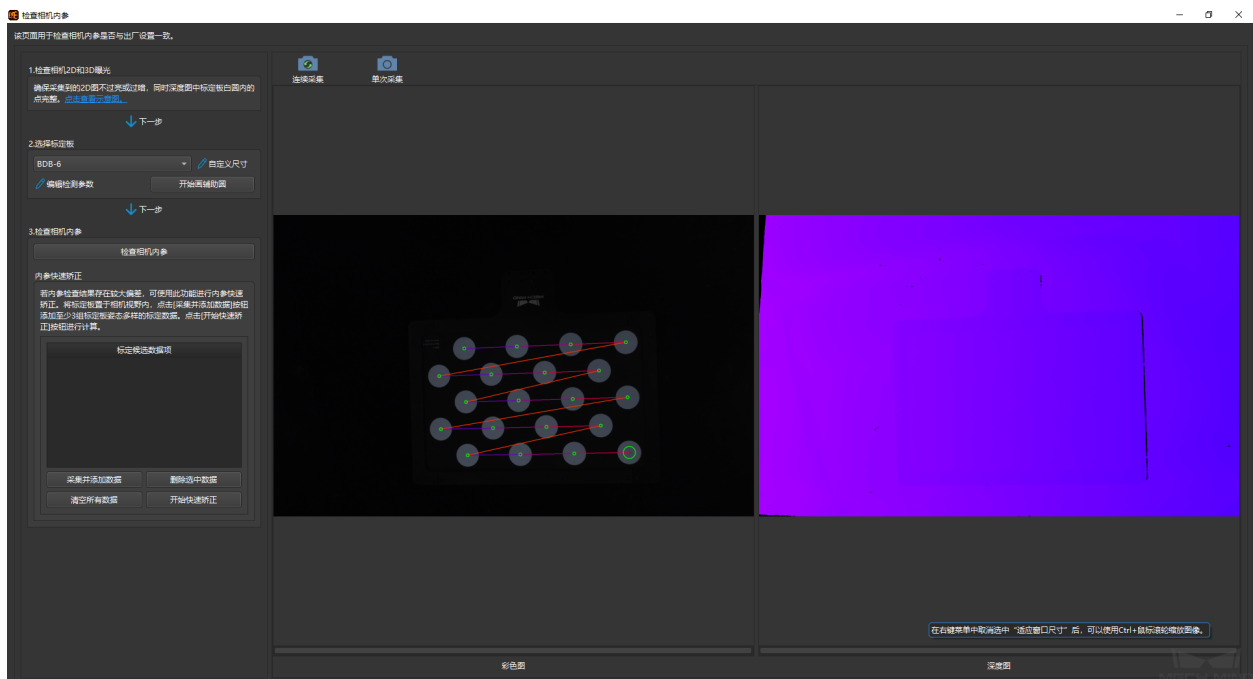 检查相机内参
该页面用于检查相机内参是否与出厂设置一致。
1.检查相机2D和3D曝光
确保采集到的2D图不过亮或过暗，同时深度图中标定板白圆内的
点完整。点击查看示意图。
下一步
2.选择标定板
BDB-6
自定义尺寸
编辑检测参数
开始画辅助圆
下一步
3.检查相机内参
检查相机内参
内参快速矫正
若内参检查结果存在较大偏差，可使用此功能进行内参快速
矫正。将标定板置于相机视野内，点击[采集并添加数据]按钮
添加至少3组标定板姿态多样的标定数据。点击[开始快速矫
正]按钮进行计算。
标定候选数据项
采集并添加数据
删除选中数据
清空所有数据
开始快速矫正
连续采集
单次采集
在右键菜单中取消选中“适应窗口尺寸”后，可以使用Ctrl+鼠标滚轮缩放图像。
彩色图
深度图